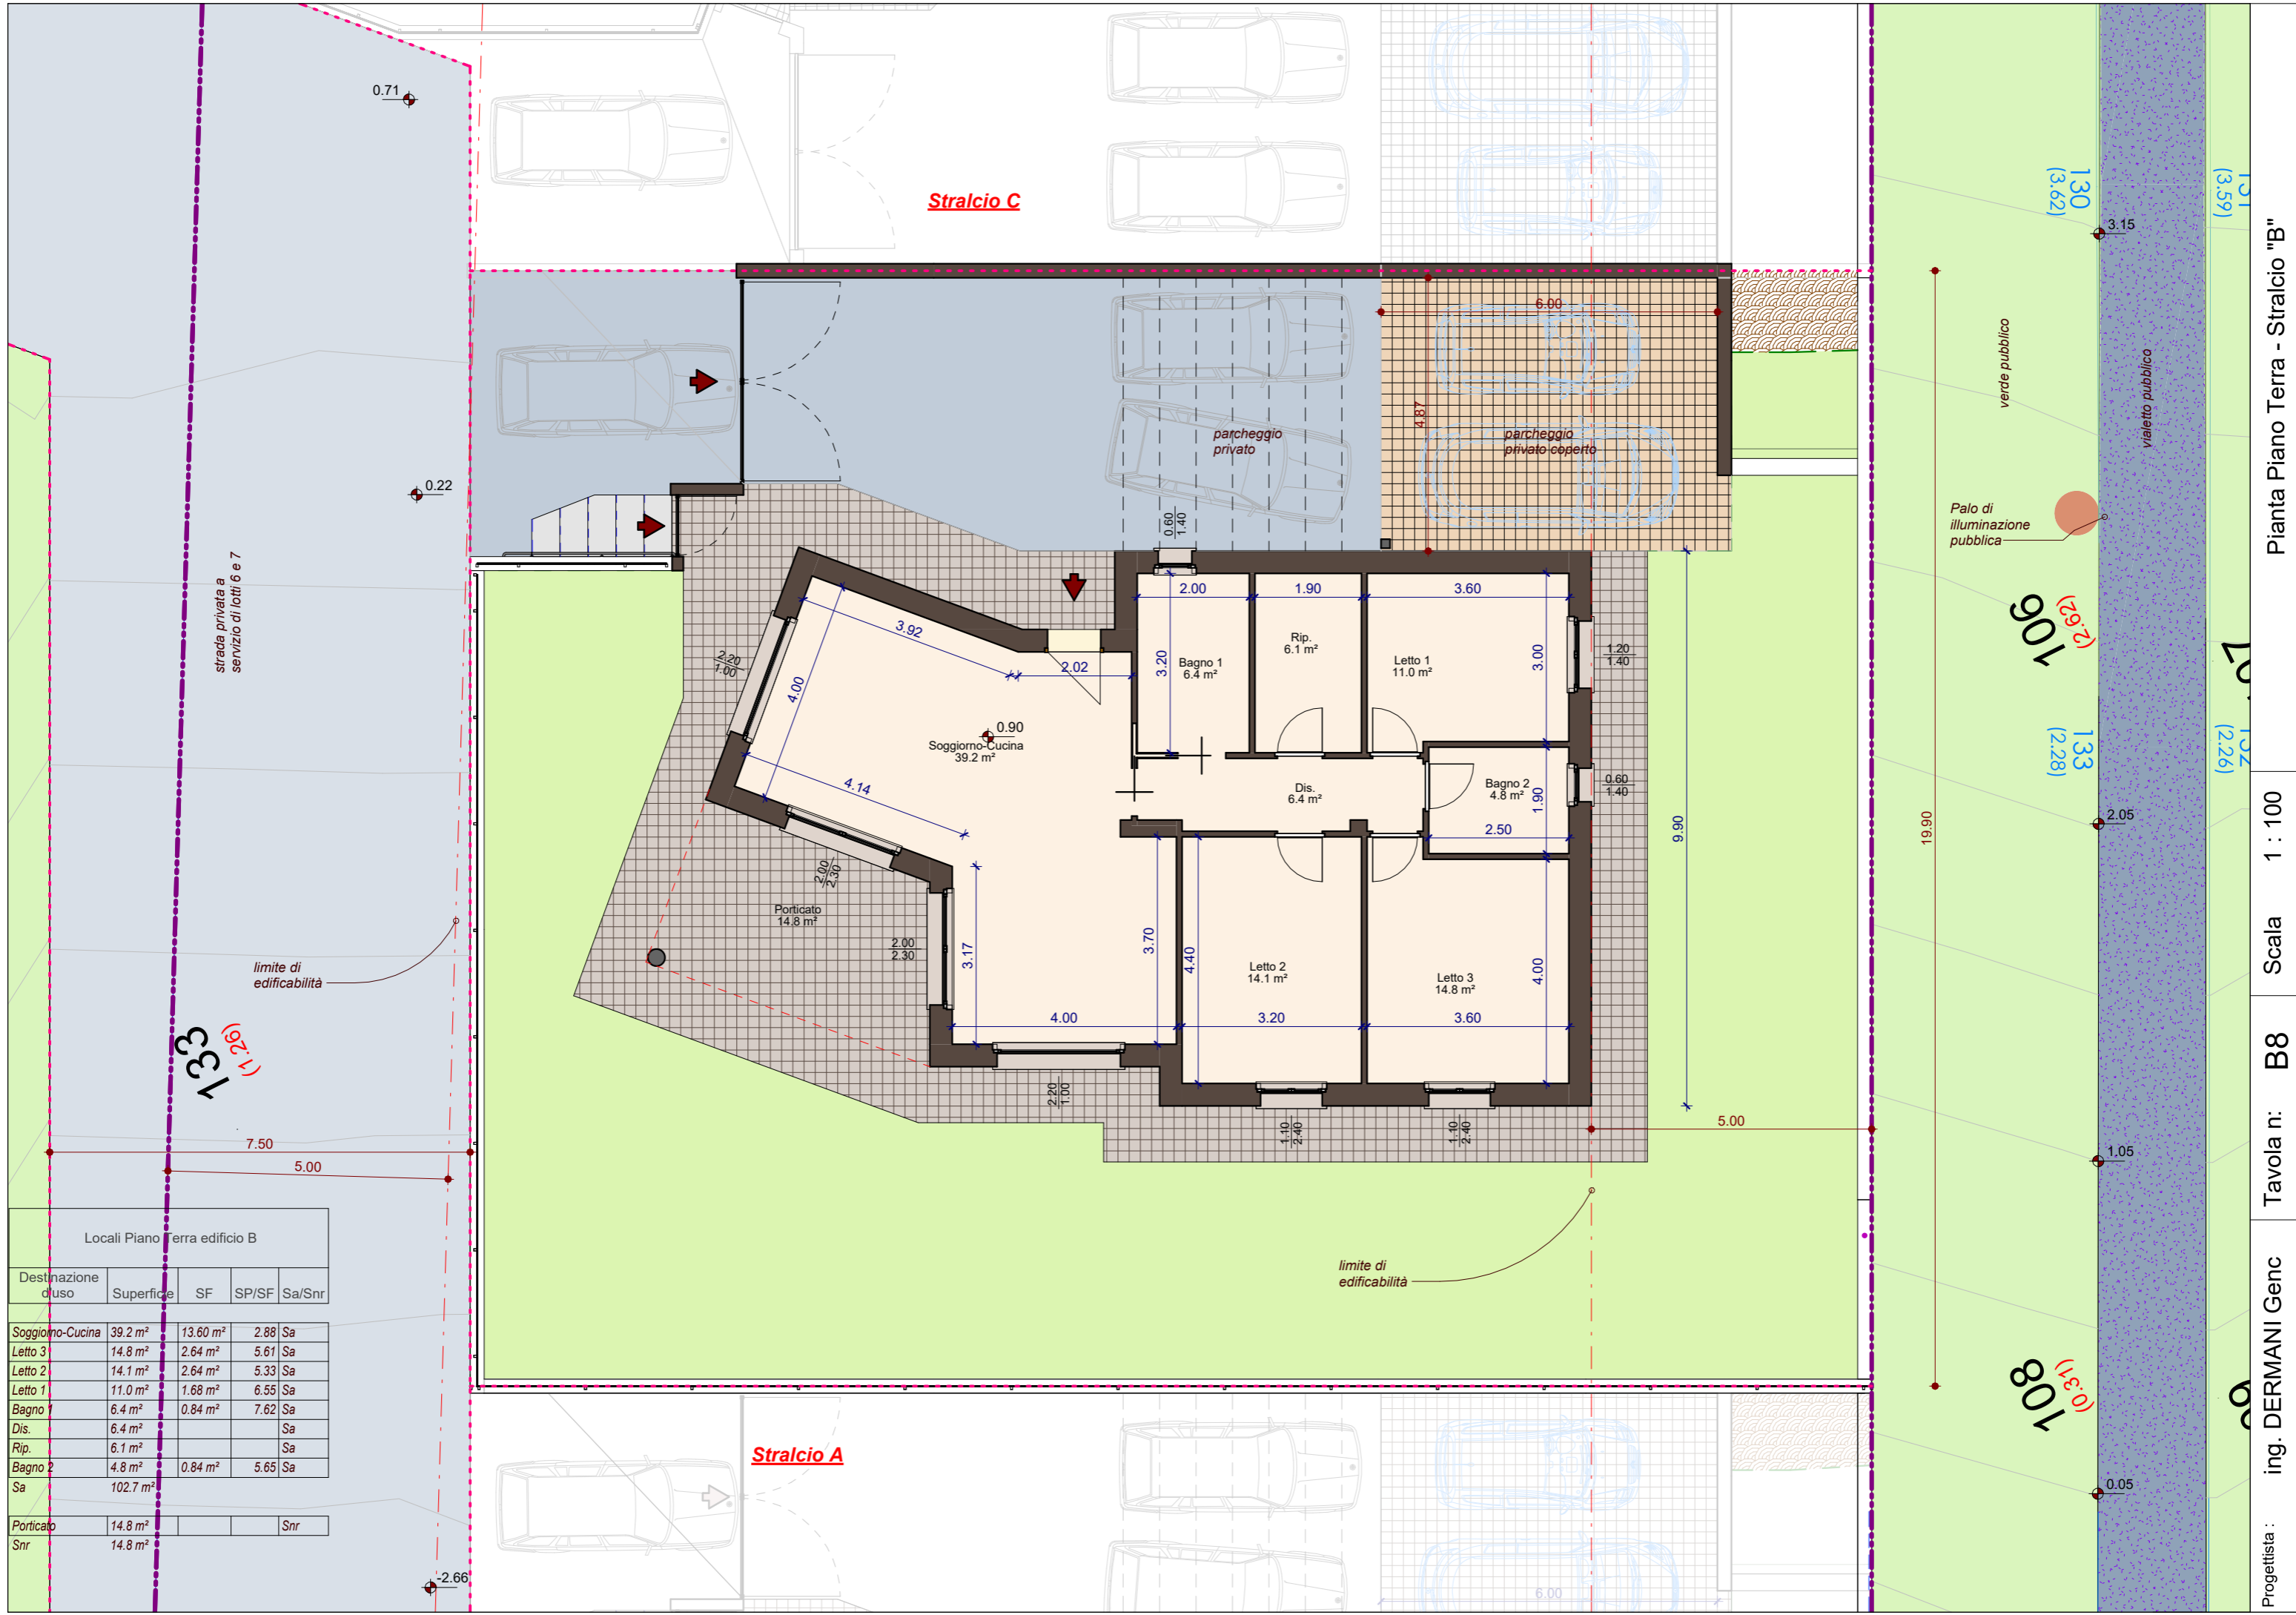 0.71
0.22
strada privata a
servizio di lotti 6 e 7
limite di
edificabilità
133
(1.26)
7.50
5.00
-2.66
Stralcio C
6.00
4.87
parcheggio
privato
parcheggio
privato coperto
0.60
1.40
2.20
1.00
3.92
2.02
4.00
4.14
0.90
Soggiorno-Cucina
39.2 m²
2.00
3.20
Bagno 1
6.4 m²
1.90
Rip.
6.1 m²
3.60
Letto 1
11.0 m²
3.00
1.20
1.40
Dis.
6.4 m²
Bagno 2
4.8 m²
1.90
2.50
0.60
1.40
2.00
2.30
Porticato
14.8 m²
2.00
2.30
3.17
3.70
4.00
4.40
Letto 2
14.1 m²
3.20
Letto 3
14.8 m²
4.00
3.60
2.20
1.00
1.10
2.40
1.10
2.40
9.90
5.00
19.90
limite di
edificabilità
Stralcio A
6.00
verde pubblico
vialetto pubblico
Palo di
illuminazione
pubblica
130
(3.62)
(3.59)
3.15
106
(2.62)
133
(2.28)
(2.26)
2.05
1.05
108
(0.31)
0.05
Locali Piano Terra edificio B
Destinazione
d'uso Superficie SF SP/SF Sa/Snr
Soggiorno-Cucina 39.2 m² 13.60 m² 2.88 Sa
Letto 3 14.8 m² 2.64 m² 5.61 Sa
Letto 2 14.1 m² 2.64 m² 5.33 Sa
Letto 1 11.0 m² 1.68 m² 6.55 Sa
Bagno 1 6.4 m² 0.84 m² 7.62 Sa
Dis. 6.4 m² Sa
Rip. 6.1 m² Sa
Bagno 2 4.8 m² 0.84 m² 5.65 Sa
Sa 102.7 m²
Porticato 14.8 m² Snr
Snr 14.8 m²
Progettista : ing. DERMANI Genc Tavola n: B8 Scala 1 : 100 Pianta Piano Terra - Stralcio "B"